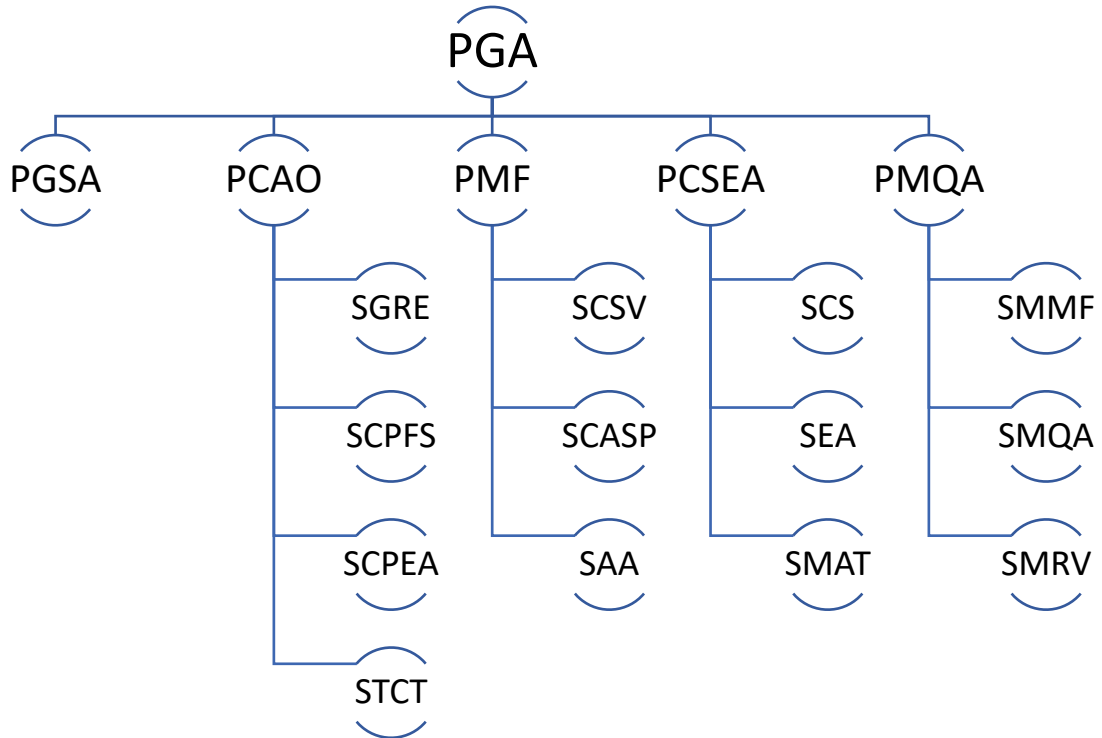 PGA
PGSA
PCAO
PMF
PCSEA
PMQA
SGRE
SCSV
SCS
SMMF
SCPFS
SCASP
SEA
SMQA
SCPEA
SAA
SMAT
SMRV
STCT